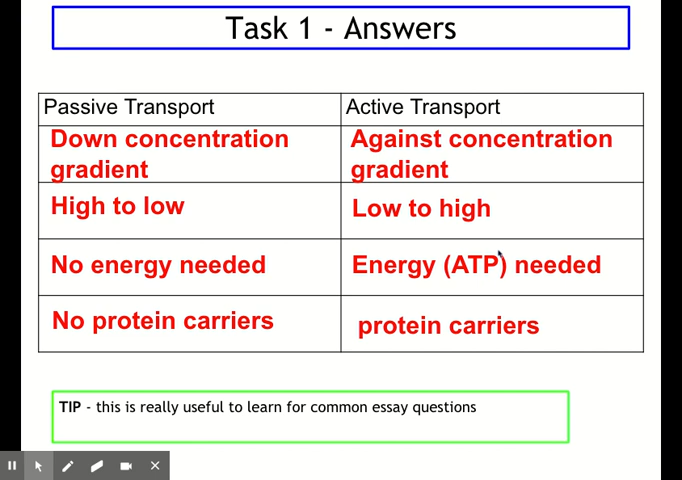 Task 1 - Answers
Passive Transport
Active Transport
Down concentration
gradient
Against concentration
gradient
High to low
Low to high
No energy needed
Energy (ATP) needed
No protein carriers
protein carriers
TIP - this is really useful to learn for common essay questions